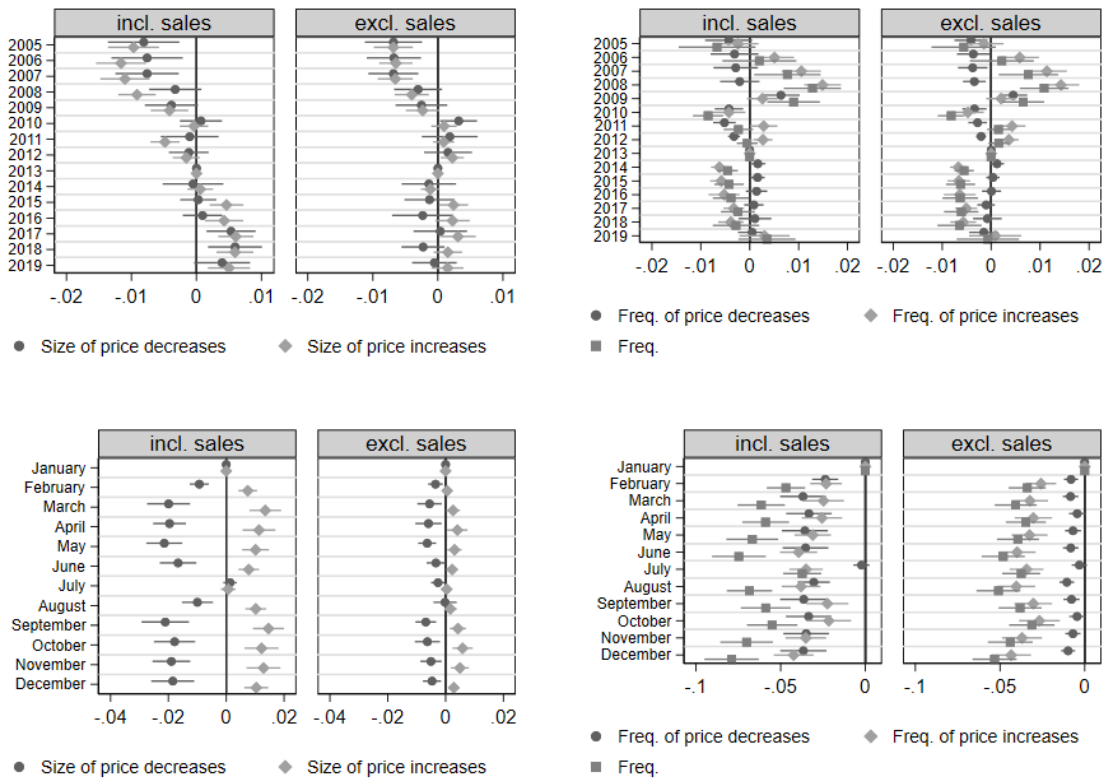 incl. sales
excl. sales
2005
2006
2007
2008
2009
2010
2011
2012
2013
2014
2015
2016
2017
2018
2019
-.02
-.01
0
.01
-.02
-.01
0
.01
Size of price decreases
Size of price increases
incl. sales
excl. sales
2005
2006
2007
2008
2009
2010
2011
2012
2013
2014
2015
2016
2017
2018
2019
-.02
-.01
0
.01
.02
-.02
-.01
0
.01
.02
Freq. of price decreases
Freq. of price increases
Freq.
incl. sales
excl. sales
January
February
March
April
May
June
July
August
September
October
November
December
-.04
-.02
0
.02
-.04
-.02
0
.02
Size of price decreases
Size of price increases
incl. sales
excl. sales
January
February
March
April
May
June
July
August
September
October
November
December
-.1
-.05
0
-.1
-.05
0
Freq. of price decreases
Freq. of price increases
Freq.